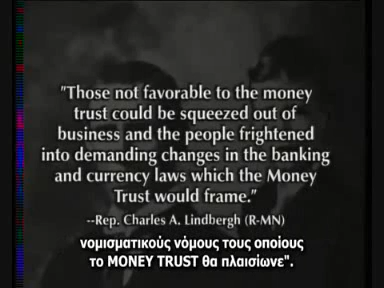 "Those not favorable to the money
trust could be squeezed out of
business and the people frightened
into demanding changes in the banking
and currency laws which the Money
Trust would frame."
--Rep. Charles A. Lindbergh (R-MN)
νομισματικούς νόμους τους οποίους
το MONEY TRUST θα πλαισίωνε".